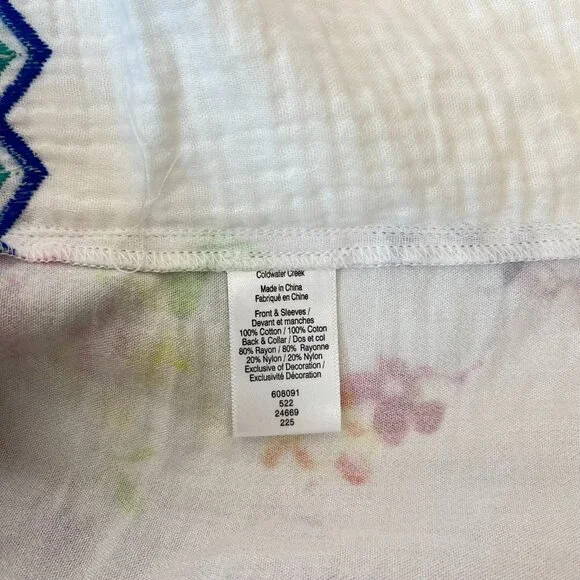 Coldwater Creek
Made in China
Fabriqué en Chine
Front & Sleeves /
Devant et manches
100% Cotton / 100% Coton
Back & Collar / Dos et col
80% Rayon / 80% Rayonne
20% Nylon / 20% Nylon
Exclusive of Decoration /
Exclusivité Décoration
608091
522
24669
225